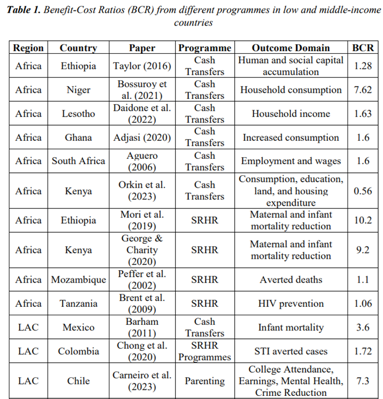 Table 1. Benefit-Cost Ratios (BCR) from different programmes in low and middle-income
countries
Region Country Paper Programme Outcome Domain BCR
Africa Ethiopia Taylor (2016) Cash Transfers Human and social capital accumulation 1.28
Africa Niger Bossuroy et al. (2021) Cash Transfers Household consumption 7.62
Africa Lesotho Daidone et al. (2022) Cash Transfers Household income 1.63
Africa Ghana Adjasi (2020) Cash Transfers Increased consumption 1.6
Africa South Africa Aguero (2006) Cash Transfers Employment and wages 1.6
Africa Kenya Orkin et al. (2023) Cash Transfers Consumption, education, land, and housing expenditure 0.56
Africa Ethiopia Mori et al. (2019) SRHR Maternal and infant mortality reduction 10.2
Africa Kenya George & Charity (2020) SRHR Maternal and infant mortality reduction 9.2
Africa Mozambique Peffer et al. (2002) SRHR Averted deaths 1.1
Africa Tanzania Brent et al. (2009) SRHR HIV prevention 1.06
LAC Mexico Barham (2011) Cash Transfers Infant mortality 3.6
LAC Colombia Chong et al. (2020) SRHR Programmes STI averted cases 1.72
LAC Chile Carneiro et al. (2023) Parenting College Attendance, Earnings, Mental Health, Crime Reduction 7.3